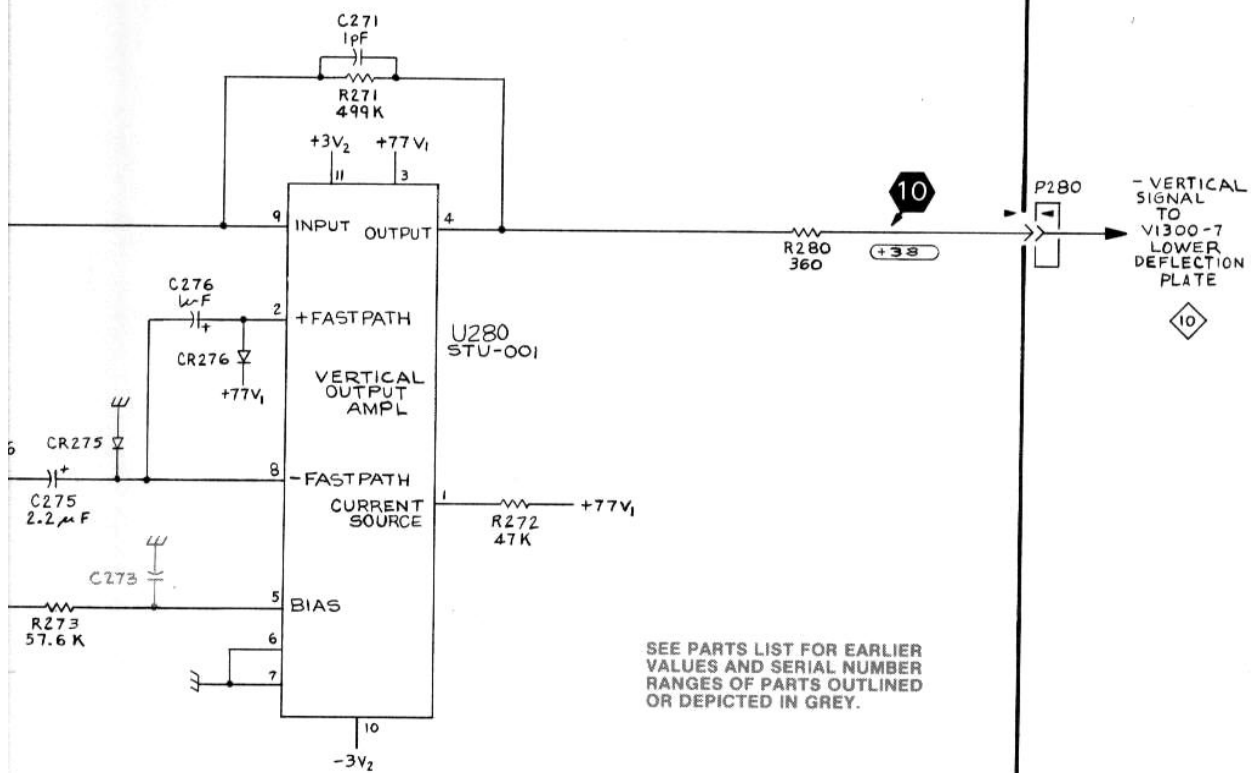 C271
1pF
R271
499K
+3V2
+77V1
11
3
9
INPUT
OUTPUT
4
10
P280
R280
360
+38
- VERTICAL
SIGNAL
TO
V1300-7
LOWER
DEFLECTION
PLATE
10
C276
+
2
+FASTPATH
CR276
+77V1
U280
STU-001
VERTICAL
OUTPUT
AMPL
CR275
+
8
-FASTPATH
C275
2.2μF
CURRENT
SOURCE
1
R272
47K
+77V1
C273
5
BIAS
R273
57.6K
6
7
10
-3V2
SEE PARTS LIST FOR EARLIER
VALUES AND SERIAL NUMBER
RANGES OF PARTS OUTLINED
OR DEPICTED IN GREY.